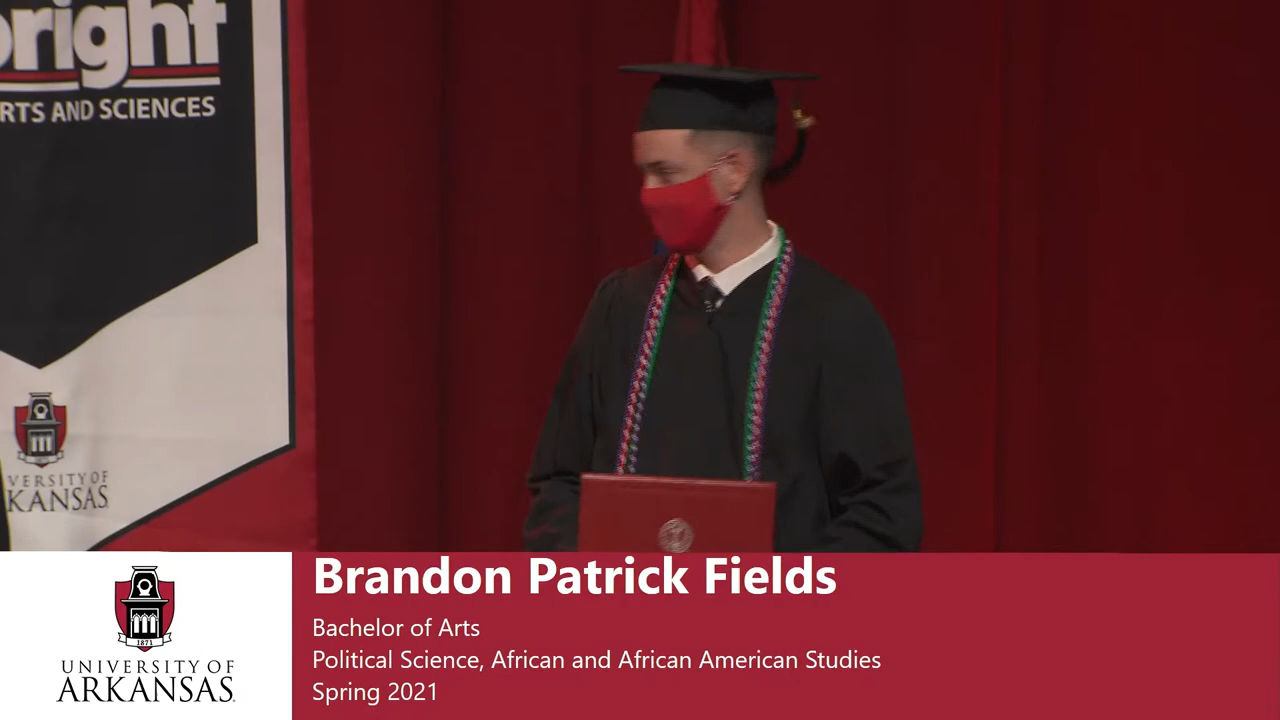 bright
ARTS AND SCIENCES
VERSITY OF
KANSAS
Brandon Patrick Fields
Bachelor of Arts
Political Science, African and African American Studies
Spring 2021
1871
UNIVERSITY OF
ARKANSAS